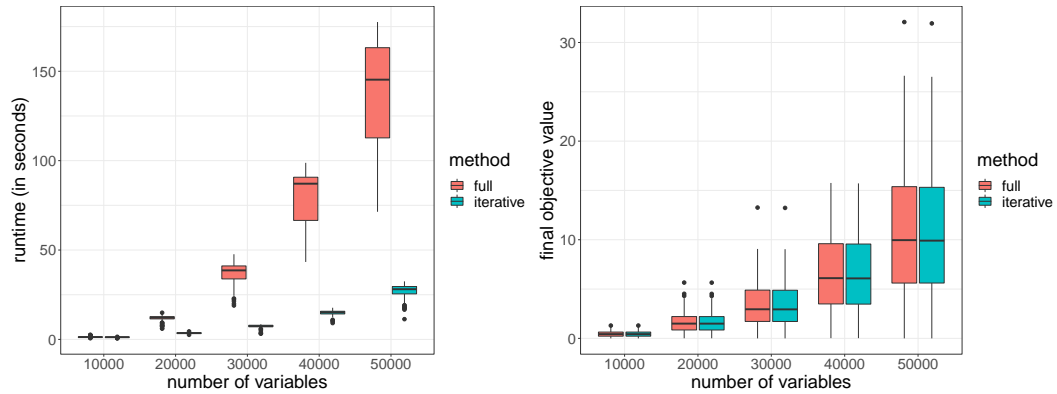 runtime (in seconds)
150
100
50
0
10000 20000 30000 40000 50000
number of variables
method
full
iterative
final objective value
30
20
10
0
10000 20000 30000 40000 50000
number of variables
method
full
iterative